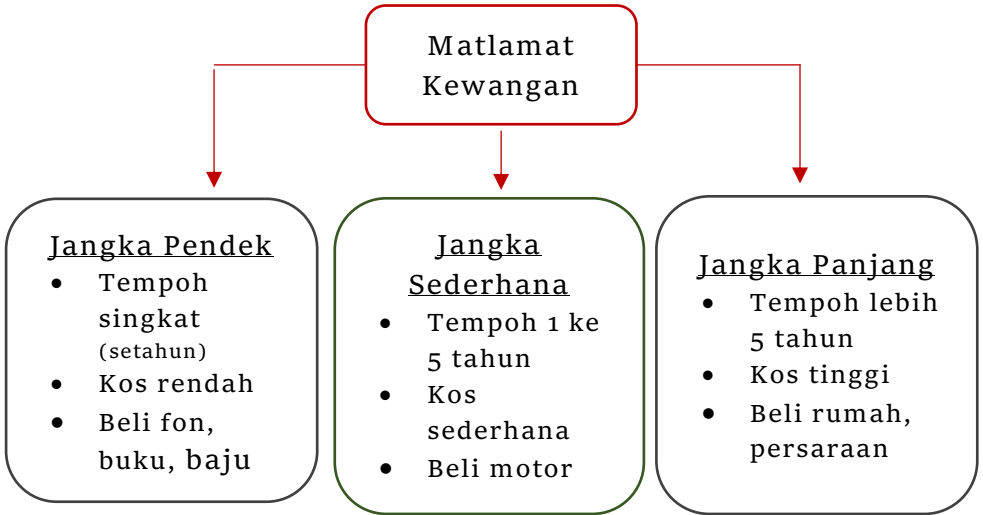 Matlamat
Kewangan
Jangka Pendek
• Tempoh
singkat
(setahun)
• Kos rendah
• Beli fon,
buku, baju
Jangka
Sederhana
• Tempoh 1 ke
5 tahun
• Kos
sederhana
• Beli motor
Jangka Panjang
• Tempoh lebih
5 tahun
• Kos tinggi
• Beli rumah,
persaraan